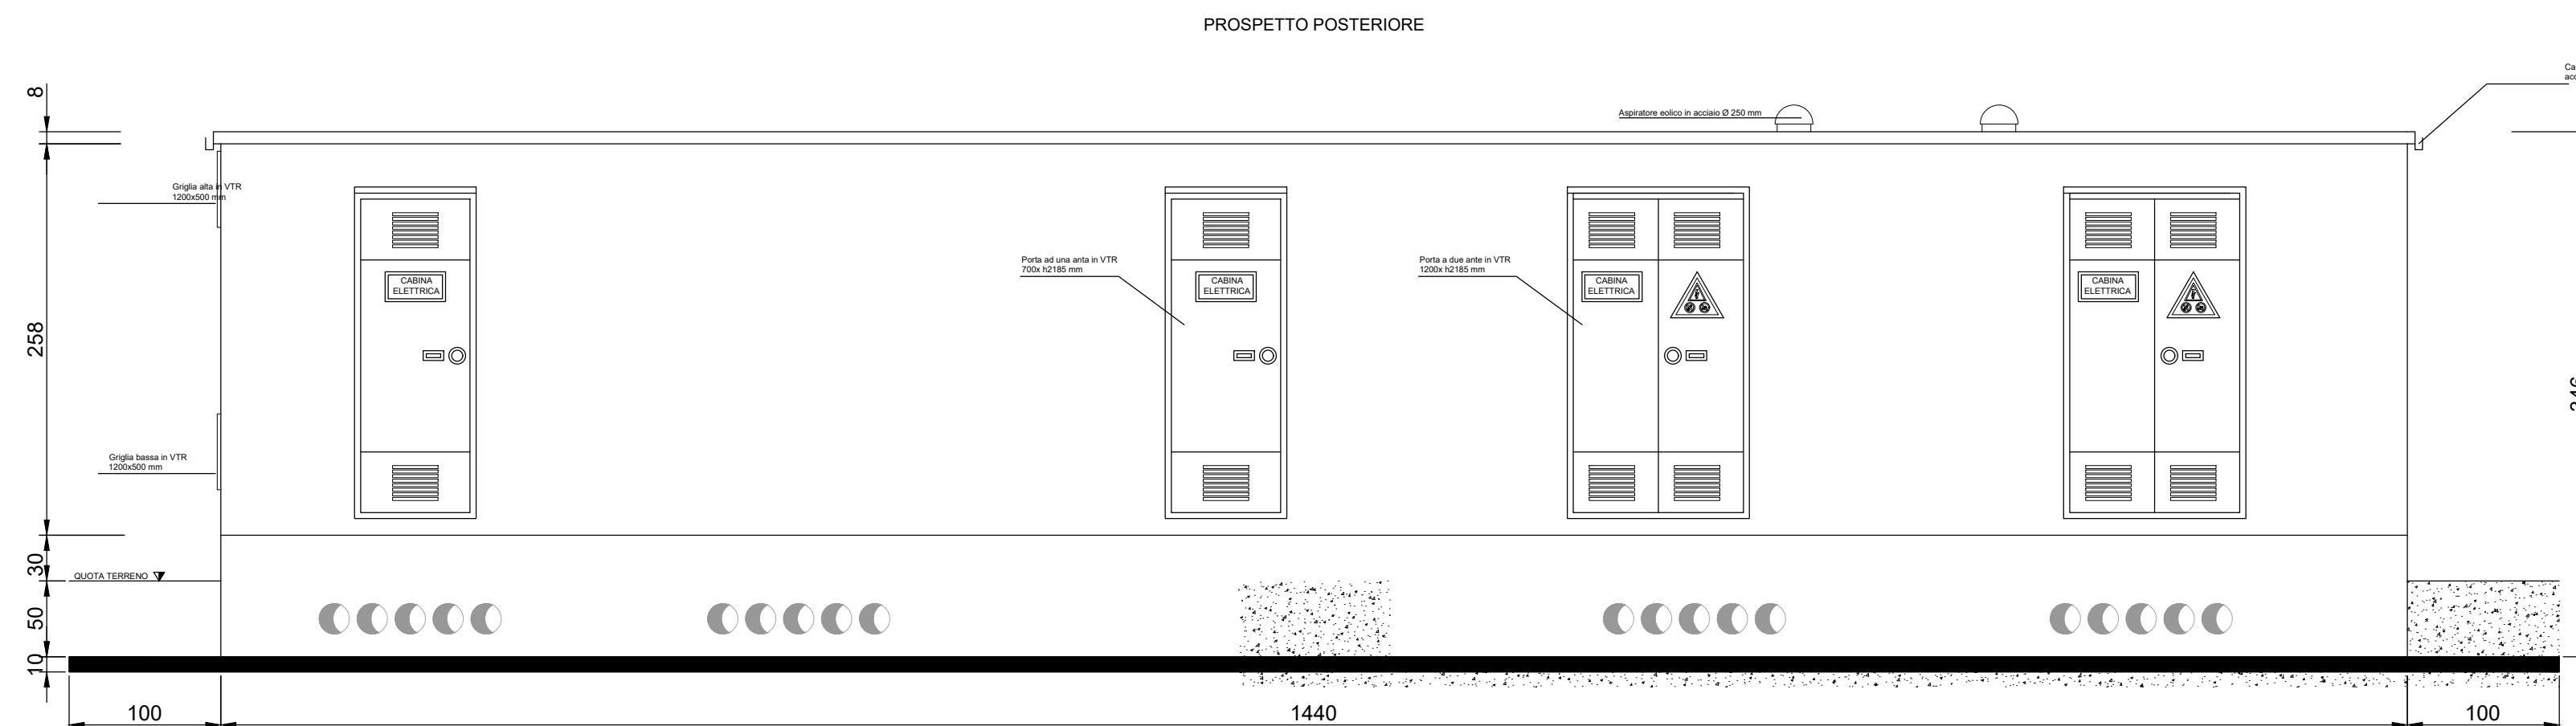 PROSPETTO POSTERIORE
8
Aspiratore eolico in acciaio Ø 250 mm
Griglia alta in VTR
1200x500 mm
258
Porta ad una anta in VTR
700x h2185 mm
Porta a due ante in VTR
1200x h2185 mm
CABINA
ELETTRICA
CABINA
ELETTRICA
CABINA
ELETTRICA
CABINA
ELETTRICA
Griglia bassa in VTR
1200x500 mm
30
QUOTA TERRENO
50
10
100
1440
100